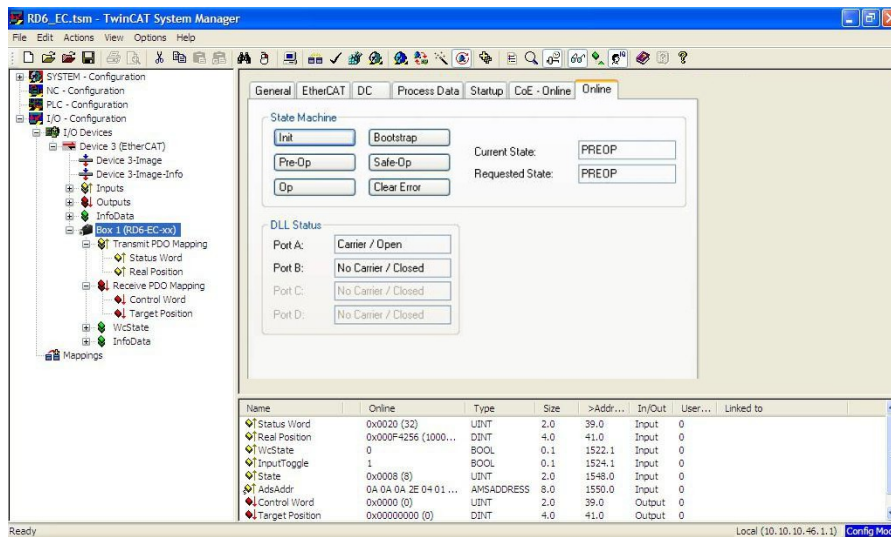 RD6_EC.tsm - TwinCAT System Manager
File Edit Actions View Options Help
SYSTEM - Configuration
NC - Configuration
PLC - Configuration
I/O - Configuration
I/O Devices
Device 3 (EtherCAT)
Device 3-Image
Device 3-Image-Info
Inputs
Outputs
InfoData
Box 1 (RD6-EC-xx)
Transmit PDO Mapping
Status Word
Real Position
Receive PDO Mapping
Control Word
Target Position
WcState
InfoData
Mappings
General EtherCAT DC Process Data Startup CoE - Online Online
State Machine
Init Bootstrap
Pre-Op Safe-Op
Op Clear Error
Current State: PREOP
Requested State: PREOP
DLL Status
Port A: Carrier / Open
Port B: No Carrier / Closed
Port C: No Carrier / Closed
Port D: No Carrier / Closed
Name Online Type Size >Addr... In/Out User... Linked to
Status Word 0x0020 (32) UINT 2.0 39.0 Input 0
Real Position 0x000F4256 (1000... DINT 4.0 41.0 Input 0
WcState 0 BOOL 0.1 1522.1 Input 0
InputToggle 1 BOOL 0.1 1524.1 Input 0
State 0x0008 (8) UINT 2.0 1548.0 Input 0
AdsAddr 0A 0A 0A 2E 04 01 ... AMSADDRESS 8.0 1550.0 Input 0
Control Word 0x0000 (0) UINT 2.0 39.0 Output 0
Target Position 0x00000000 (0) DINT 4.0 41.0 Output 0
Ready Local (10.10.10.46.1.1) Config Mod